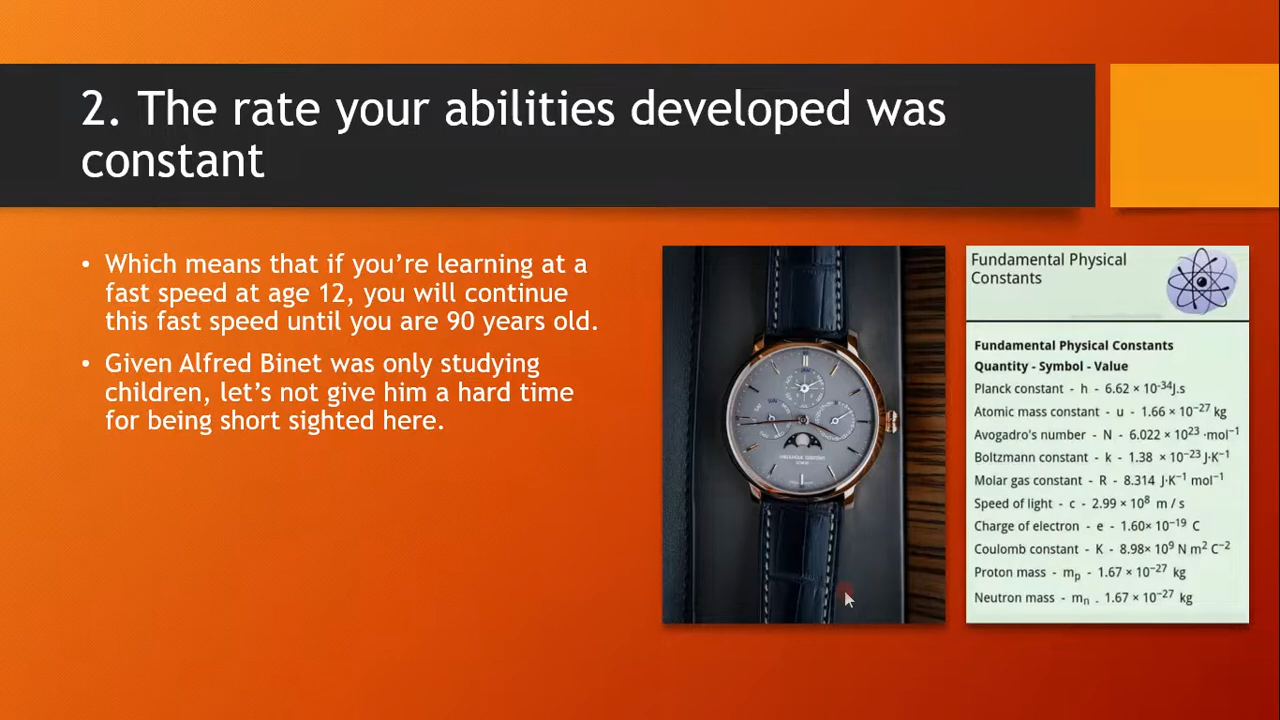 2. The rate your abilities developed was
constant
• Which means that if you’re learning at a
fast speed at age 12, you will continue
this fast speed until you are 90 years old.
• Given Alfred Binet was only studying
children, let’s not give him a hard time
for being short sighted here.
Fundamental Physical
Constants
Fundamental Physical Constants
Quantity - Symbol - Value
Planck constant - h - 6.62 × 10⁻³⁴J.s
Atomic mass constant - u - 1.66 × 10⁻²⁷ kg
Avogadro's number - N - 6.022 × 10²³ ·mol⁻¹
Boltzmann constant - k - 1.38 × 10⁻²³ J·K⁻¹
Molar gas constant - R - 8.314 J·K⁻¹ mol⁻¹
Speed of light - c - 2.99 × 10⁸ m / s
Charge of electron - e - 1.60× 10⁻¹⁹ C
Coulomb constant - K - 8.98× 10⁹ N m² C⁻²
Proton mass - mₚ - 1.67 × 10⁻²⁷ kg
Neutron mass - mₙ - 1.67 × 10⁻²⁷ kg